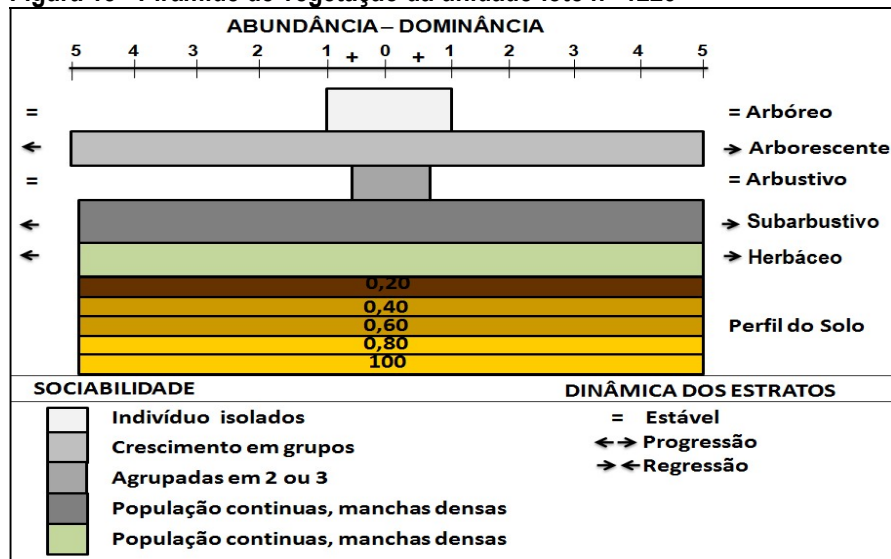 ABUNDÂNCIA – DOMINÂNCIA
5 4 3 2 1 + 0 + 1 2 3 4 5
= = Arbóreo
← → Arborescente
= = Arbustivo
← → Subarbustivo
← → Herbáceo
0,20
0,40
0,60
0,80
100
Perfil do Solo
SOCIABILIDADE
Indivíduo isolados
Crescimento em grupos
Agrupadas em 2 ou 3
População continuas, manchas densas
População continuas, manchas densas
DINÂMICA DOS ESTRATOS
= Estável
←→ Progressão
→← Regressão